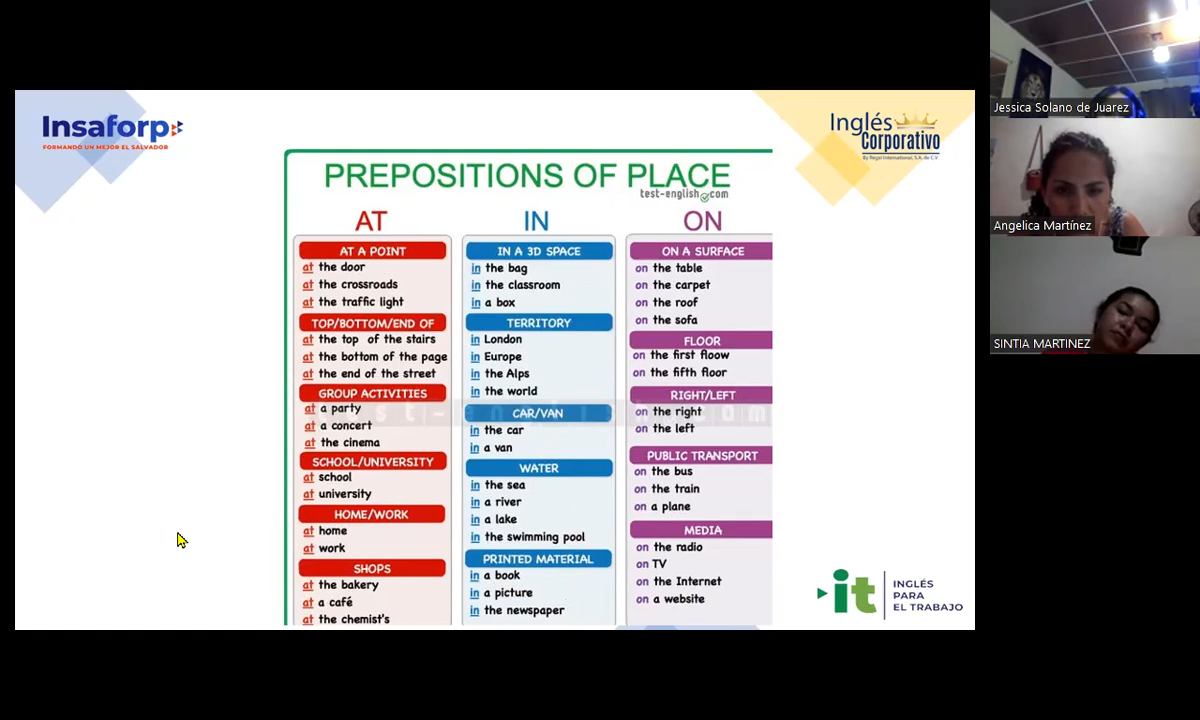 Insaforp
FORMANDO UN MEJOR EL SALVADOR
Inglés
Corporativo
By Regal International, S.A. de C.V.
PREPOSITIONS OF PLACE
test-english.com
AT
AT A POINT
at the door
at the crossroads
at the traffic light
TOP/BOTTOM/END OF
at the top of the stairs
at the bottom of the page
at the end of the street
GROUP ACTIVITIES
at a party
at a concert
at the cinema
SCHOOL/UNIVERSITY
at school
at university
HOME/WORK
at home
at work
SHOPS
at the bakery
at a café
at the chemist's
IN
IN A 3D SPACE
in the bag
in the classroom
in a box
TERRITORY
in London
in Europe
in the Alps
in the world
CAR/VAN
in the car
in a van
WATER
in the sea
in a river
in a lake
in the swimming pool
PRINTED MATERIAL
in a book
in a picture
in the newspaper
ON
ON A SURFACE
on the table
on the carpet
on the roof
on the sofa
FLOOR
on the first floow
on the fifth floor
RIGHT/LEFT
on the right
on the left
PUBLIC TRANSPORT
on the bus
on the train
on a plane
MEDIA
on the radio
on TV
on the Internet
on a website
it
INGLÉS
PARA
EL TRABAJO
Jessica Solano de Juarez
Angelica Martínez
SINTIA MARTINEZ